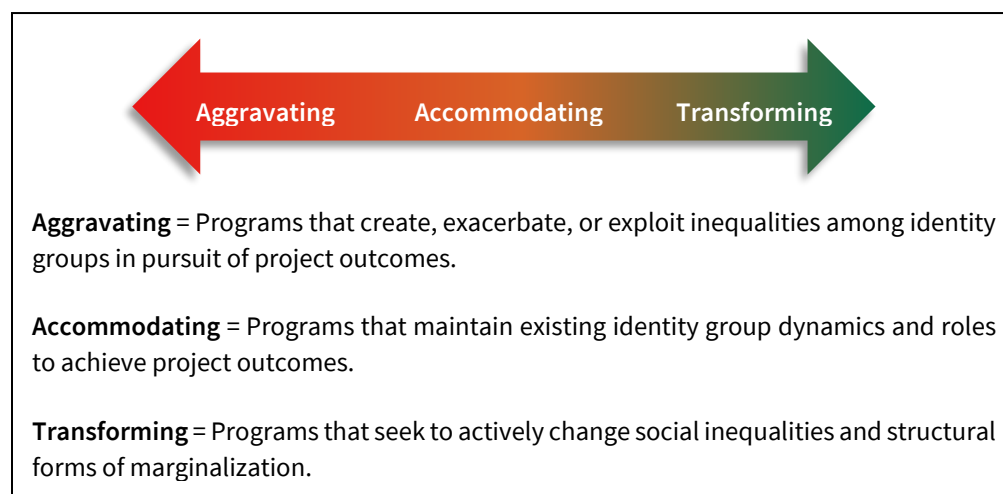 Aggravating Accommodating Transforming
Aggravating = Programs that create, exacerbate, or exploit inequalities among identity
groups in pursuit of project outcomes.
Accommodating = Programs that maintain existing identity group dynamics and roles
to achieve project outcomes.
Transforming = Programs that seek to actively change social inequalities and structural
forms of marginalization.